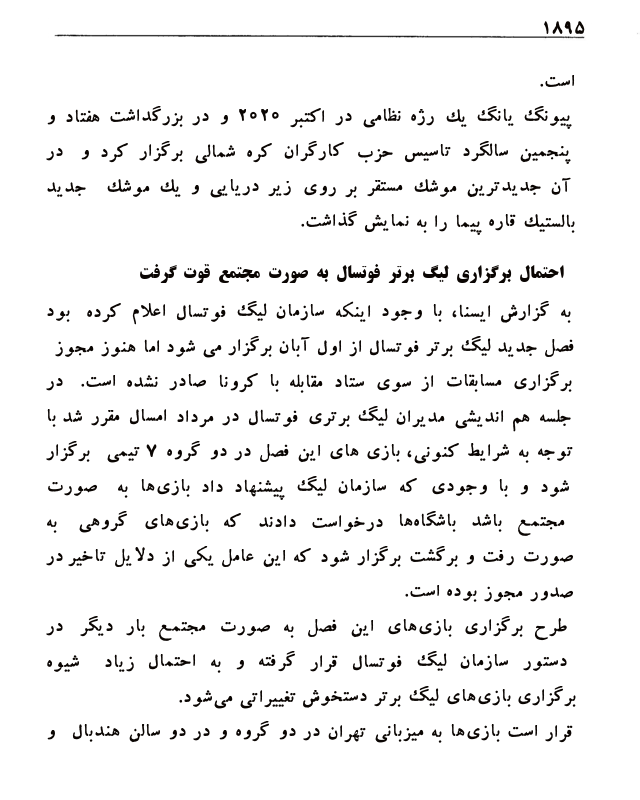 ۱۸۹۵
است.
پیونگ یانگ یك رژه نظامی در اکتبر ۲۰۲۰ و در بزرگداشت هفتاد و
پنجمین سالگرد تاسیس حزب کارگران کره شمالی برگزار کرد و در
آن جدیدترین موشك مستقر بر روی زیر دریایی و یك موشك جدید
بالستیك قاره پیما را به نمایش گذاشت.
احتمال برگزاری لیگ برتر فوتسال به صورت مجتمع قوت گرفت
به گزارش ایسنا، با وجود اینکه سازمان لیگ فوتسال اعلام کرده بود
فصل جدید لیگ برتر فوتسال از اول آبان برگزار می شود اما هنوز مجوز
برگزاری مسابقات از سوی ستاد مقابله با کرونا صادر نشده است. در
جلسه هم اندیشی مدیران لیگ برتری فوتسال در مرداد امسال مقرر شد با
توجه به شرایط کنونی، بازی های این فصل در دو گروه ۷ تیمی برگزار
شود و با وجودی که سازمان لیگ پیشنهاد داد بازی‌ها به صورت
مجتمع باشد باشگاه‌ها درخواست دادند که بازی‌های گروهی به
صورت رفت و برگشت برگزار شود که این عامل یکی از دلایل تاخیر در
صدور مجوز بوده است.
طرح برگزاری بازی‌های این فصل به صورت مجتمع بار دیگر در
دستور سازمان لیگ فوتسال قرار گرفته و به احتمال زیاد شیوه
برگزاری بازی‌های لیگ برتر دستخوش تغییراتی می‌شود.
قرار است بازی‌ها به میزبانی تهران در دو گروه و در دو سالن هندبال و